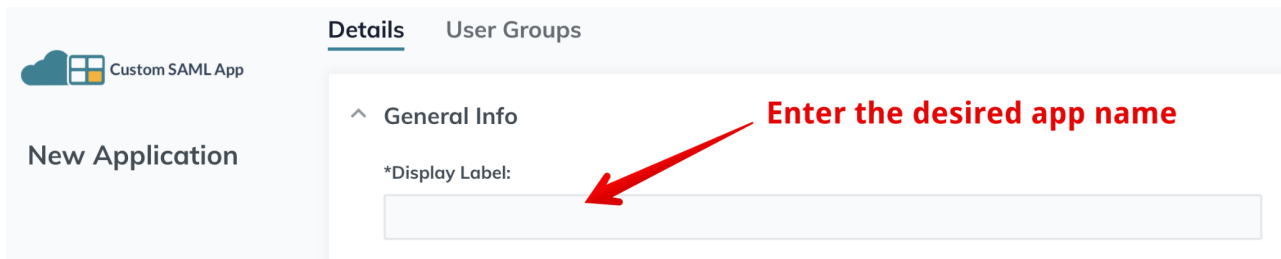 Details
User Groups
Custom SAML App
General Info
Enter the desired app name
New Application
*Display Label: